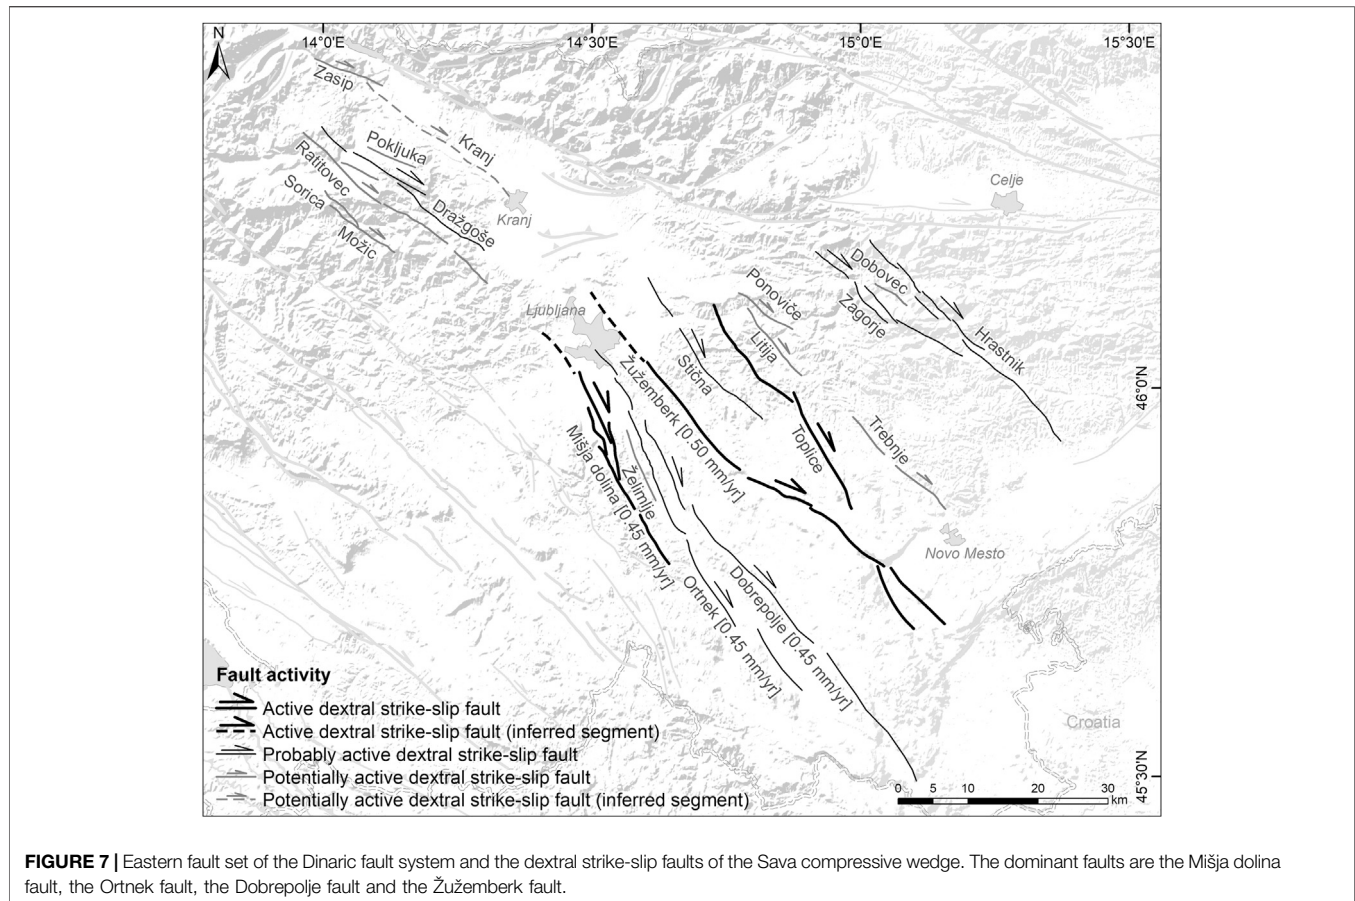 N
14°0'E
14°30'E
15°0'E
15°30'E
Zasip
Kranj
Pokljuka
Ratitovec
Sorica
Dražgoše
Možic
Kranj
Celje
Dobovec
Zagorje
Hrastnik
Ponoviče
Litija
Ljubljana
Stična
Žužemberk [0.50 mm/yr]
46°0'N
Toplice
Trebnje
Mišja dolina [0.45 mm/yr]
Želimlje
Novo Mesto
Ortnek [0.45 mm/yr]
Dobrepolje [0.45 mm/yr]
Croatia
45°30'N
Fault activity
Active dextral strike-slip fault
Active dextral strike-slip fault (inferred segment)
Probably active dextral strike-slip fault
Potentially active dextral strike-slip fault
Potentially active dextral strike-slip fault (inferred segment)
0 5 10 20 30
km
FIGURE 7 | Eastern fault set of the Dinaric fault system and the dextral strike-slip faults of the Sava compressive wedge. The dominant faults are the Mišja dolina
fault, the Ortnek fault, the Dobrepolje fault and the Žužemberk fault.